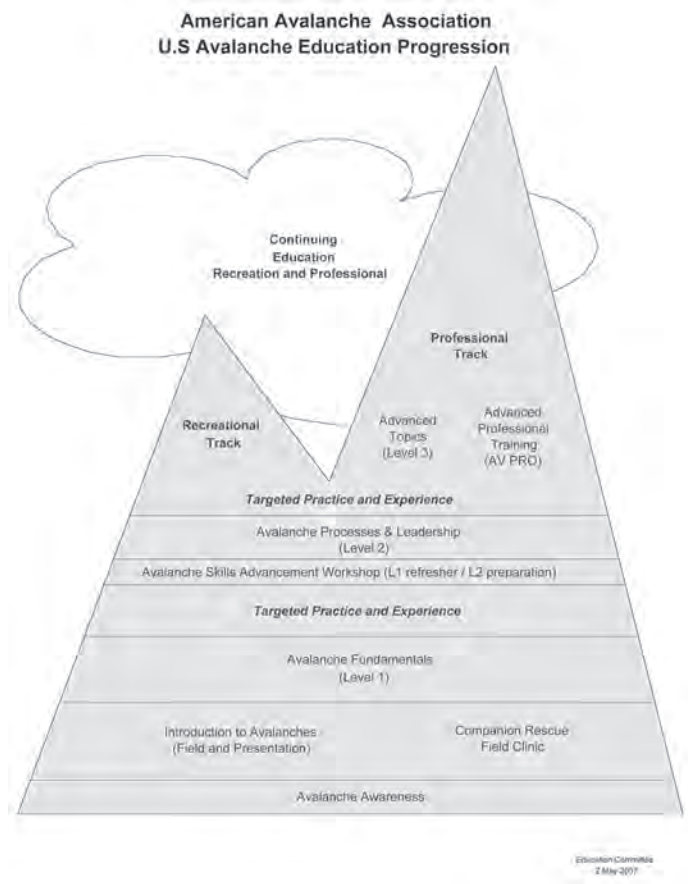 American Avalanche Association
U.S Avalanche Education Progression
Continuing
Education
Recreation and Professional
Professional
Track
Recreational
Track
Advanced
Topics
(Level 3)
Advanced
Professional
Training
(AV PRO)
Targeted Practice and Experience
Avalanche Processes & Leadership
(Level 2)
Avalanche Skills Advancement Workshop (L1 refresher / L2 preparation)
Targeted Practice and Experience
Avalanche Fundamentals
(Level 1)
Introduction to Avalanches
(Field and Presentation)
Companion Rescue
Field Clinic
Avalanche Awareness
Education Committee
2 May 2007